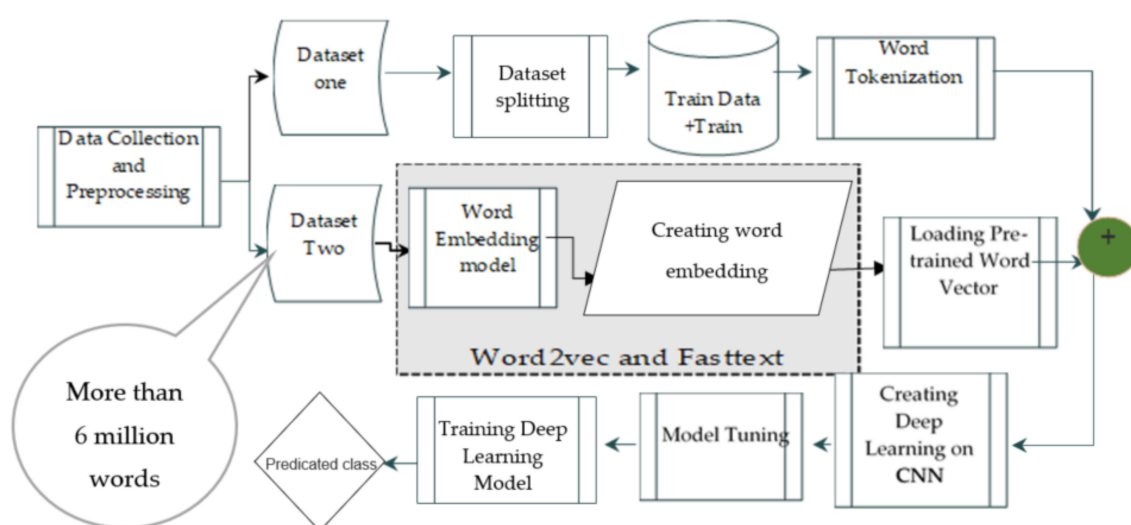 Dataset
one
Dataset
splitting
Train Data
+Train
Word
Tokenization
Data Collection
and
Preprocessing
Dataset
Two
Word
Embedding
model
Creating word
embedding
Loading Pre-
trained Word
Vector
+
Word2vec and Fasttext
More than
6 million
words
Predicated class
Training Deep
Learning
Model
Model Tuning
Creating
Deep
Learning on
CNN